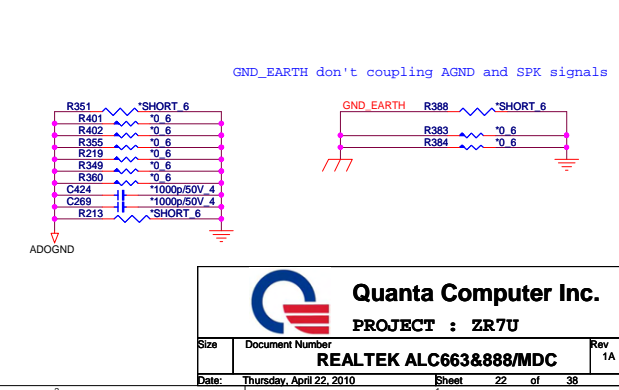 GND_EARTH don't coupling AGND and SPK signals
R351 *SHORT_6
R401 *0_6
R402 *0_6
R355 *0_6
R219 *0_6
R349 *0_6
R360 *0_6
C424 *1000p/50V_4
C269 *1000p/50V_4
R213 *SHORT_6
ADOGND
GND_EARTH R388 *SHORT_6
R383 *0_6
R384 *0_6
Quanta Computer Inc.
PROJECT : ZR7U
Size Document Number Rev
REALTEK ALC663&888/MDC 1A
Date: Thursday, April 22, 2010 Sheet 22 of 38